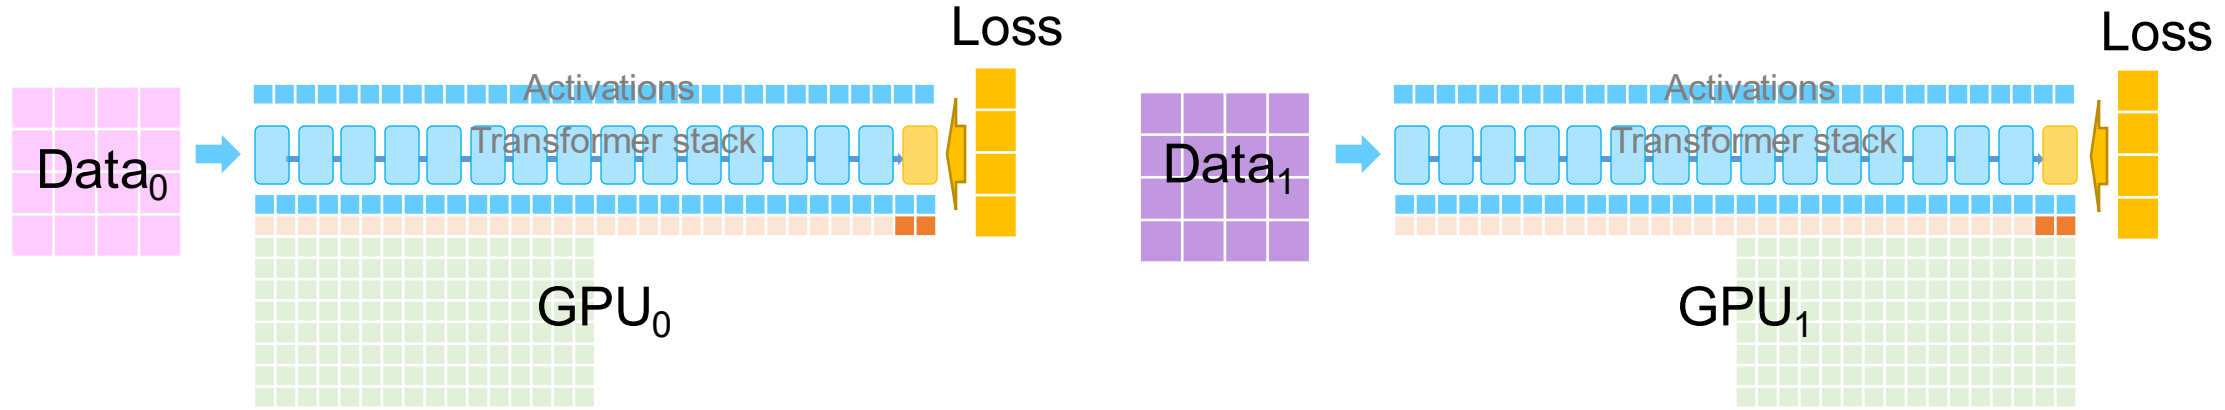 Loss
Activations
Transformer stack
Data0
GPU0
Loss
Activations
Transformer stack
Data1
GPU1